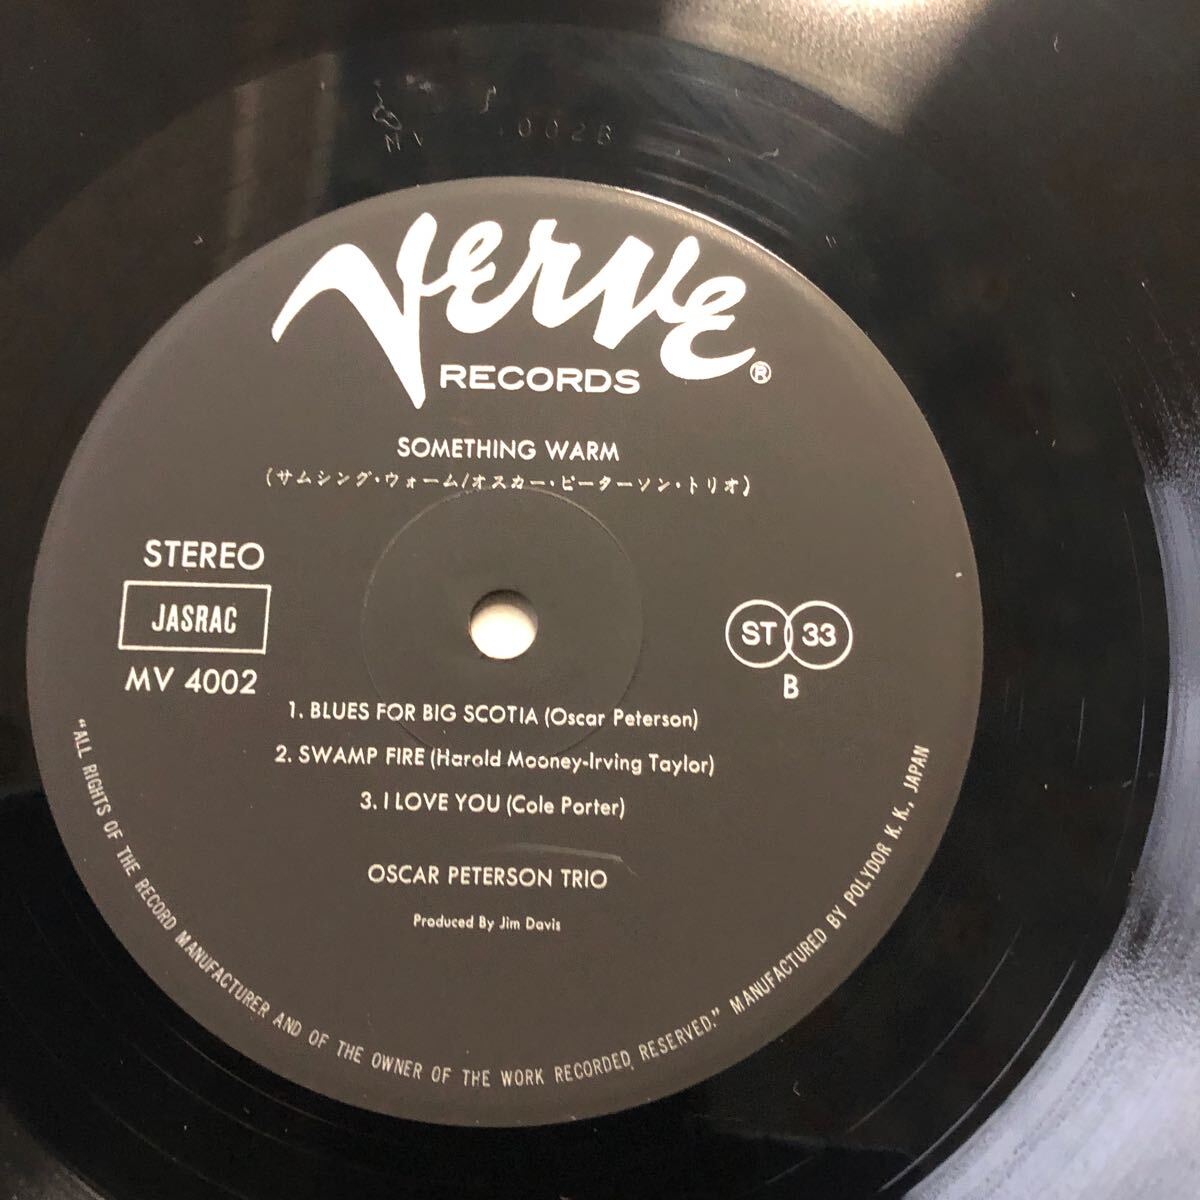 MV 4002B
VERVE
RECORDS ®
SOMETHING WARM
(サムシング・ウォーム/オスカー・ピーターソン・トリオ)
STEREO
JASRAC
MV 4002
ST 33
B
1. BLUES FOR BIG SCOTIA (Oscar Peterson)
2. SWAMP FIRE (Harold Mooney-Irving Taylor)
3. I LOVE YOU (Cole Porter)
OSCAR PETERSON TRIO
Produced By Jim Davis
"ALL RIGHTS OF THE RECORD MANUFACTURER AND OF THE OWNER OF THE WORK RECORDED RESERVED." MANUFACTURED BY POLYDOR K. K., JAPAN